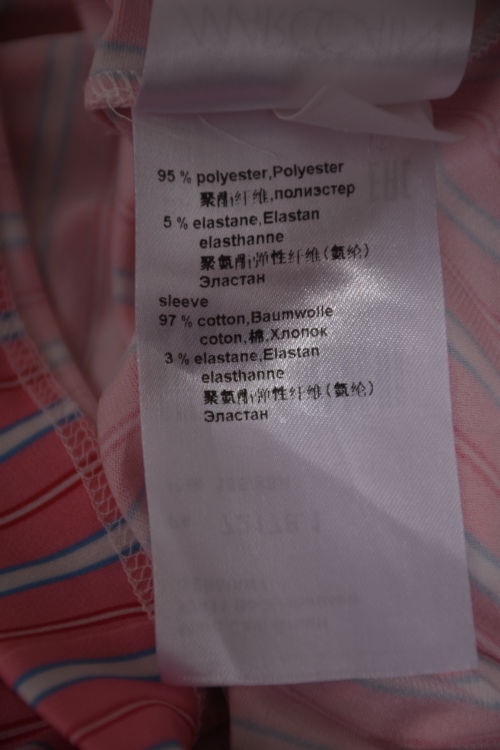 95 % polyester,Polyester
聚酯纤维,полиэстер
5 % elastane,Elastan
elasthanne
聚氨酯弹性纤维(氨纶)
Эластан
sleeve
97 % cotton,Baumwolle
coton,棉,Хлопок
3 % elastane,Elastan
elasthanne
聚氨酯弹性纤维(氨纶)
Эластан